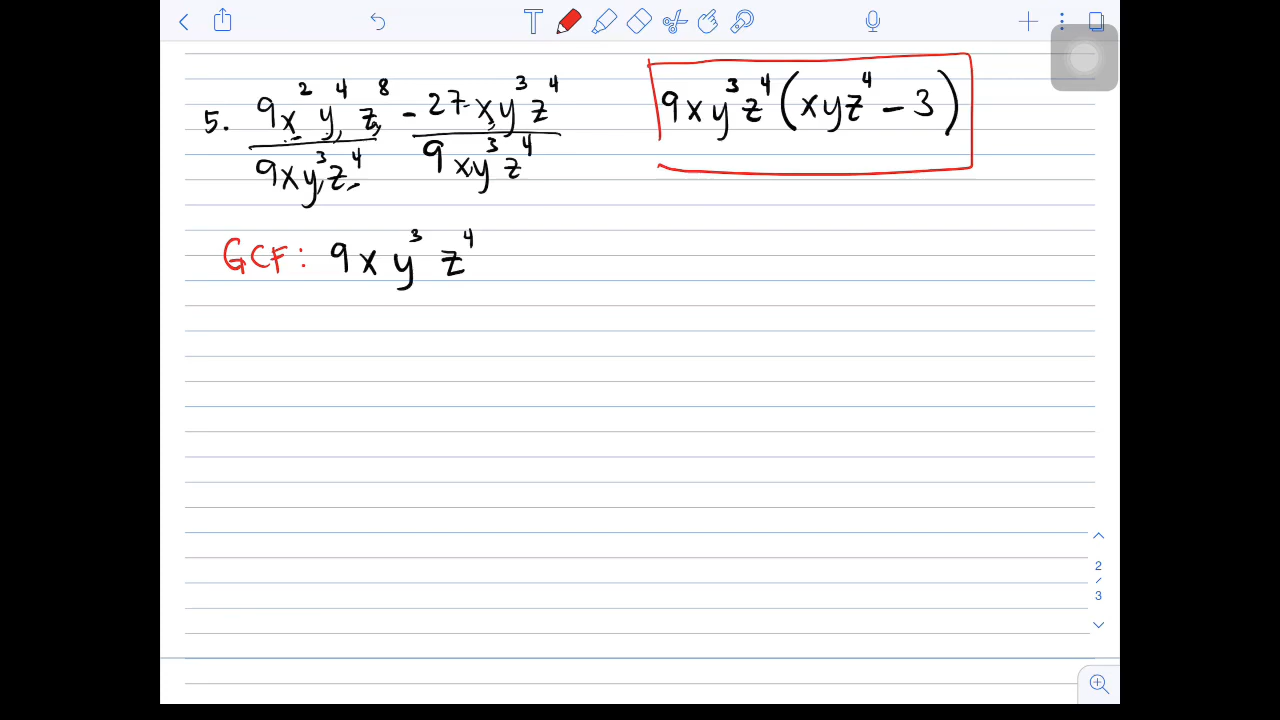 5. 9x²y⁴z⁸ - 27xy³z⁴
9xy³z⁴ 9xy³z⁴
9xy³z⁴(xyz⁴ - 3)
GCF: 9xy³z⁴
T
2
/
3